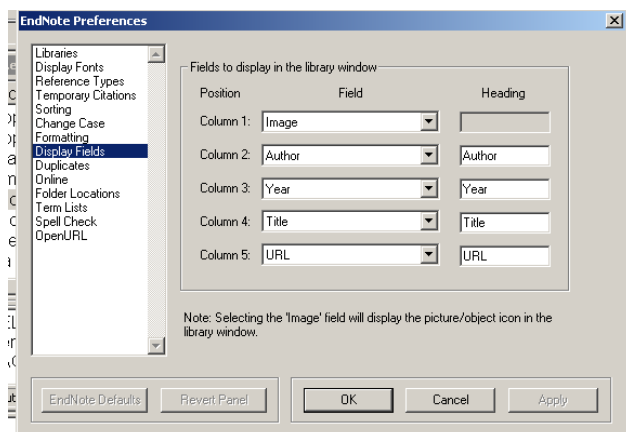 EndNote Preferences
Libraries
Display Fonts
Reference Types
Temporary Citations
Sorting
Change Case
Formatting
Display Fields
Duplicates
Online
Folder Locations
Term Lists
Spell Check
OpenURL
Fields to display in the library window
Position Field Heading
Column 1: Image
Column 2: Author Author
Column 3: Year Year
Column 4: Title Title
Column 5: URL URL
Note: Selecting the 'Image' field will display the picture/object icon in the
library window.
EndNote Defaults Revert Panel OK Cancel Apply